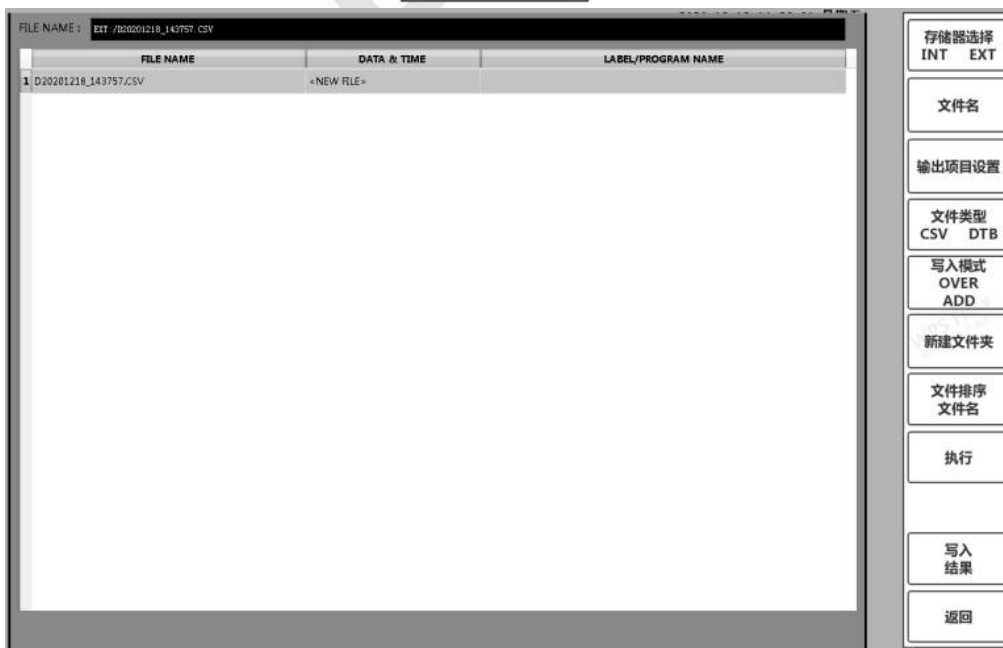 FILE NAME : EXT:/D20201218_143757.CSV
FILE NAME DATA & TIME LABEL/PROGRAM NAME
1 D20201218_143757.CSV <NEW FILE>
存储器选择
INT EXT
文件名
输出项目设置
文件类型
CSV DTB
写入模式
OVER
ADD
新建文件夹
文件排序
文件名
执行
写入
结果
返回